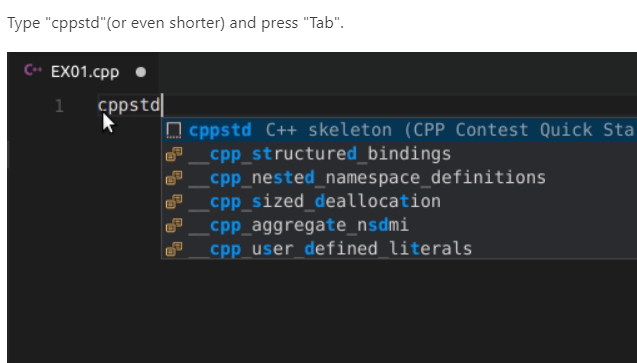 Type "cppstd"(or even shorter) and press "Tab".
C++ EX01.cpp ●
1 cppstd
cppstd C++ skeleton (CPP Contest Quick Sta
__cpp_structured_bindings
__cpp_nested_namespace_definitions
__cpp_sized_deallocation
__cpp_aggregate_nsdmi
__cpp_user_defined_literals